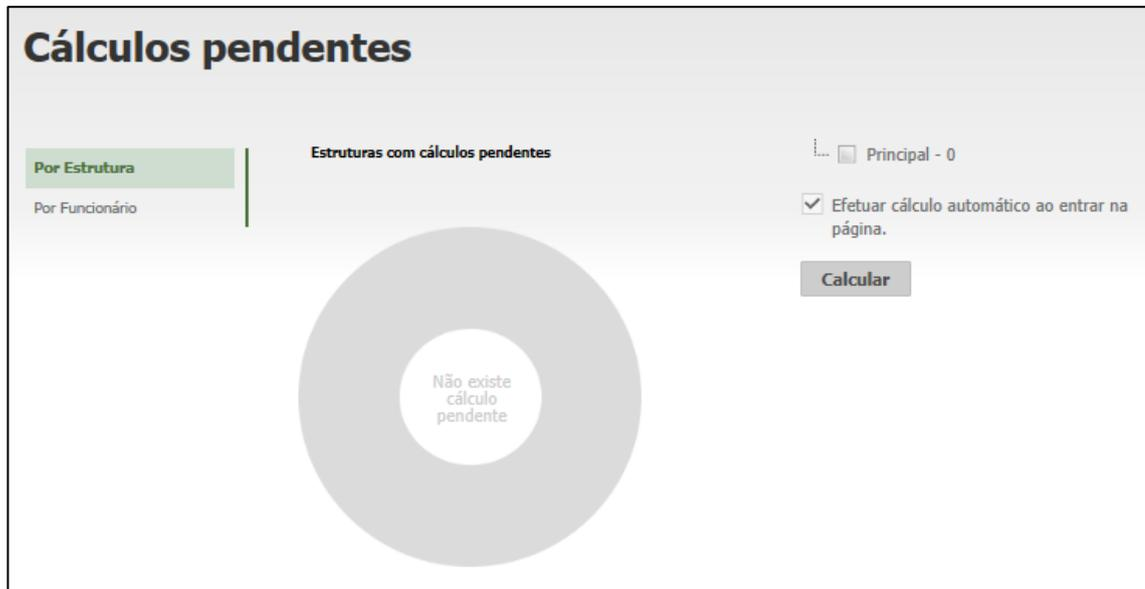 Cálculos pendentes
Por Estrutura
Por Funcionário
Estruturas com cálculos pendentes
Não existe
cálculo
pendente
Principal - 0
Efetuar cálculo automático ao entrar na
página.
Calcular